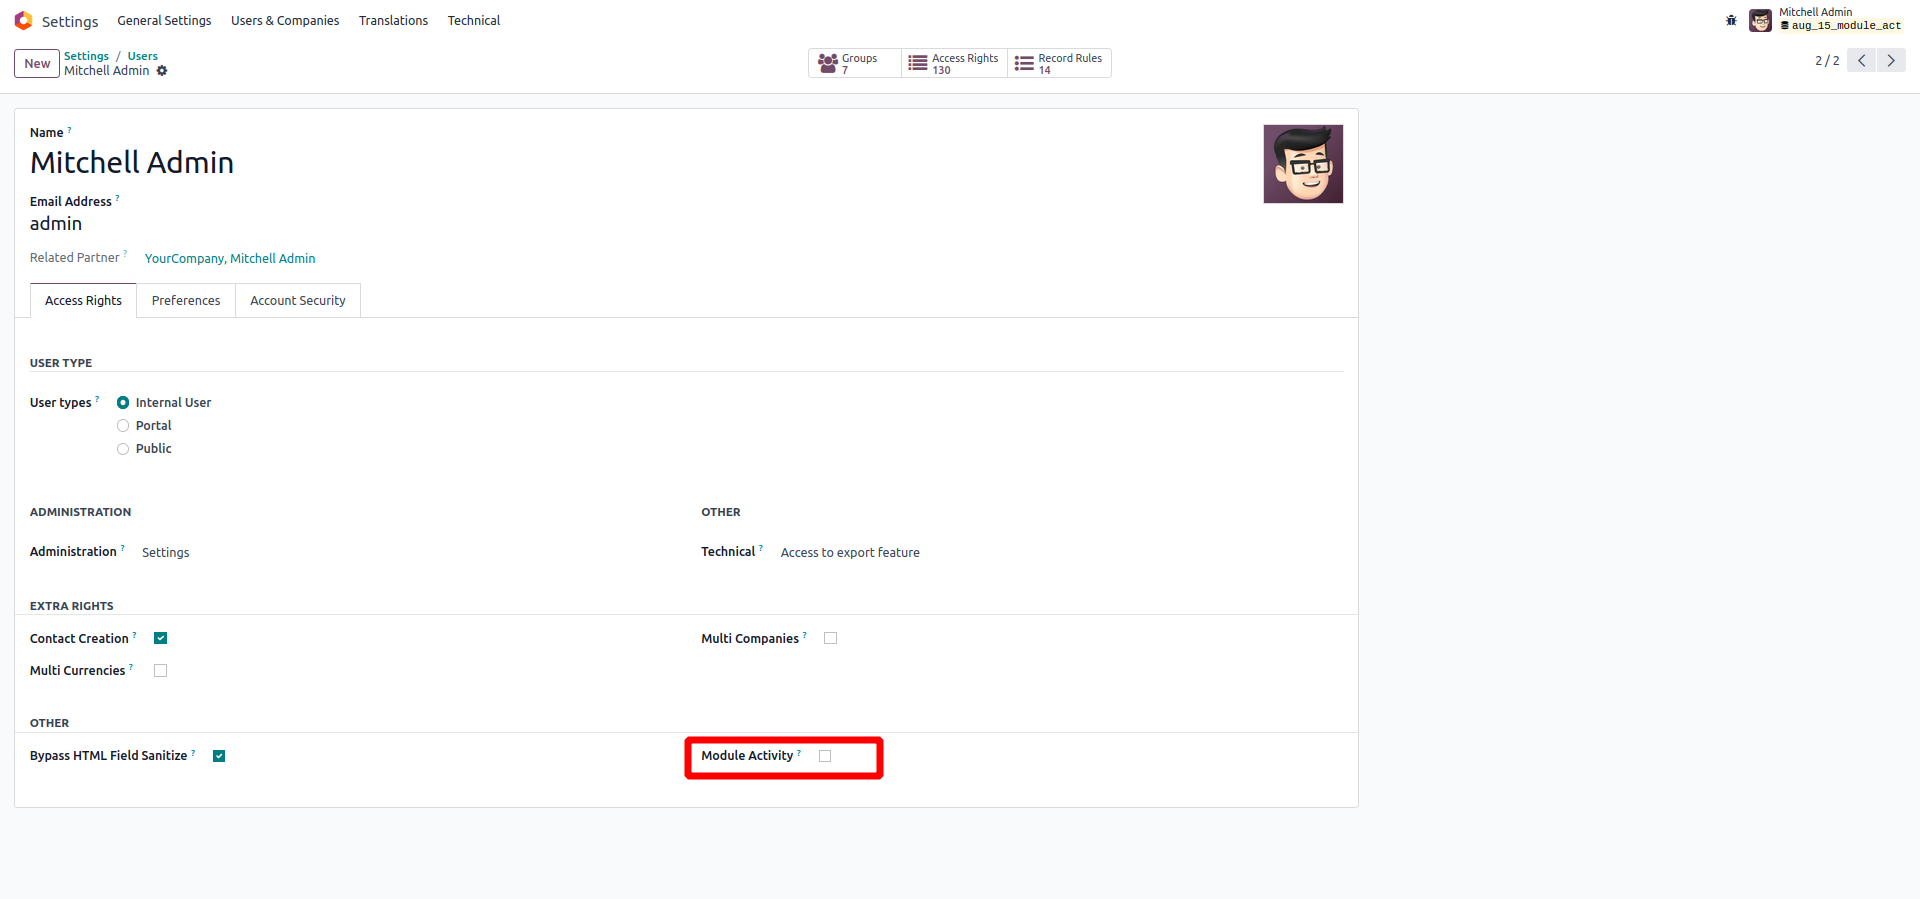 Settings General Settings Users & Companies Translations Technical
Mitchell Admin
aug_15_module_act
New
Settings / Users
Mitchell Admin
Groups
7
Access Rights
130
Record Rules
14
2 / 2
Name ?
Mitchell Admin
Email Address ?
admin
Related Partner ? YourCompany, Mitchell Admin
Access Rights Preferences Account Security
USER TYPE
User types ? Internal User
Portal
Public
ADMINISTRATION
Administration ? Settings
OTHER
Technical ? Access to export feature
EXTRA RIGHTS
Contact Creation ?
Multi Companies ?
Multi Currencies ?
OTHER
Bypass HTML Field Sanitize ?
Module Activity ?